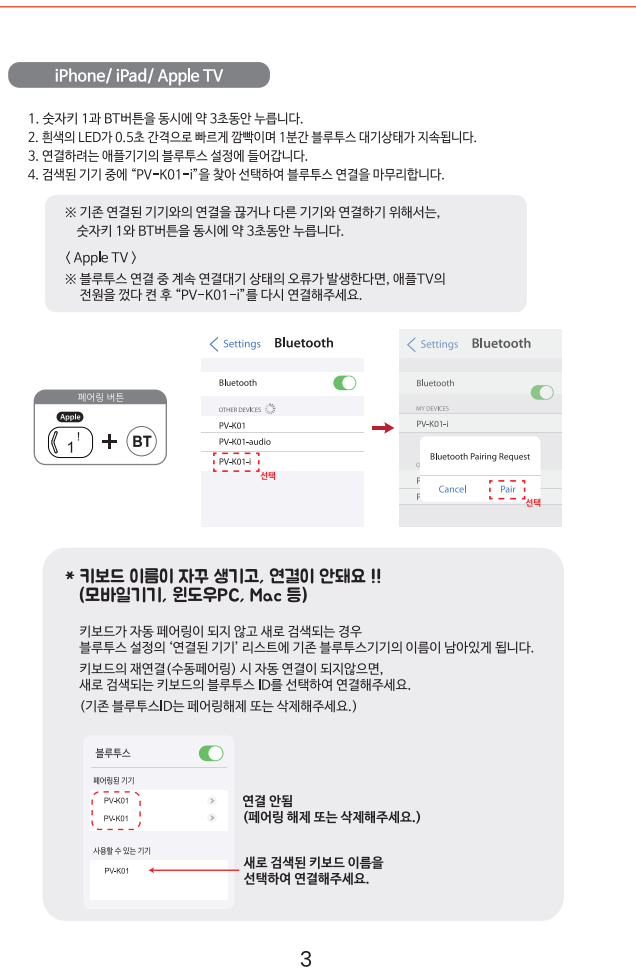 iPhone/ iPad/ Apple TV
1. 숫자키 1과 BT버튼을 동시에 약 3초동안 누릅니다.
2. 흰색의 LED가 0.5초 간격으로 빠르게 깜빡이며 1분간 블루투스 대기상태가 지속됩니다.
3. 연결하려는 애플기기의 블루투스 설정에 들어갑니다.
4. 검색된 기기 중에 “PV-K01-i”을 찾아 선택하여 블루투스 연결을 마무리합니다.
※ 기존 연결된 기기와의 연결을 끊거나 다른 기기와 연결하기 위해서는,
숫자키 1와 BT버튼을 동시에 약 3초동안 누릅니다.
〈 Apple TV 〉
※ 블루투스 연결 중 계속 연결대기 상태의 오류가 발생한다면, 애플TV의
전원을 껐다 켠 후 “PV-K01-i”를 다시 연결해주세요.
페어링 버튼
Apple
1 ! + BT
Settings Bluetooth
Bluetooth
OTHER DEVICES
PV-K01
PV-K01-audio
PV-K01-i
선택
Settings Bluetooth
Bluetooth
MY DEVICES
PV-K01-i
Bluetooth Pairing Request
Cancel Pair
선택
* 키보드 이름이 자꾸 생기고, 연결이 안돼요 !!
(모바일기기, 윈도우PC, Mac 등)
키보드가 자동 페어링이 되지 않고 새로 검색되는 경우
블루투스 설정의 ‘연결된 기기’ 리스트에 기존 블루투스기기의 이름이 남아있게 됩니다.
키보드의 재연결(수동페어링) 시 자동 연결이 되지않으면,
새로 검색되는 키보드의 블루투스 ID를 선택하여 연결해주세요.
(기존 블루투스ID는 페어링해제 또는 삭제해주세요.)
블루투스
페어링된 기기
PV-K01
PV-K01
연결 안됨
(페어링 해제 또는 삭제해주세요.)
사용할 수 있는 기기
PV-K01
새로 검색된 키보드 이름을
선택하여 연결해주세요.
3